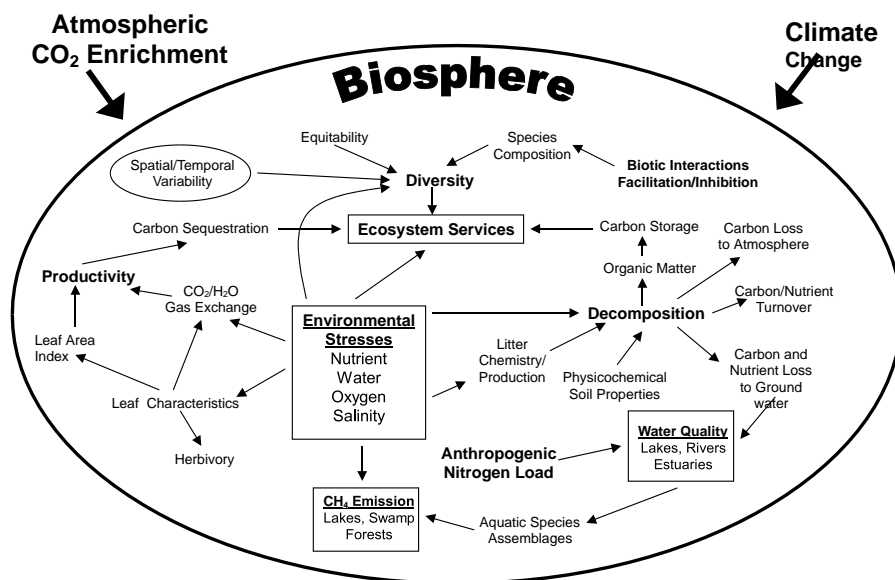 Atmospheric
CO₂ Enrichment
Climate
Change
Biosphere
Equitability
Species
Composition
Spatial/Temporal
Variability
Diversity
Biotic Interactions
Facilitation/Inhibition
Carbon Sequestration
Ecosystem Services
Carbon Storage
Carbon Loss
to Atmosphere
Productivity
CO₂/H₂O
Gas Exchange
Organic Matter
Carbon/Nutrient
Turnover
Environmental
Stresses
Nutrient
Water
Oxygen
Salinity
Decomposition
Leaf Area
Index
Litter
Chemistry/
Production
Physicochemical
Soil Properties
Carbon and
Nutrient Loss
to Ground
water
Leaf Characteristics
Herbivory
Anthropogenic
Nitrogen Load
Water Quality
Lakes, Rivers
Estuaries
CH₄ Emission
Lakes, Swamp
Forests
Aquatic Species
Assemblages